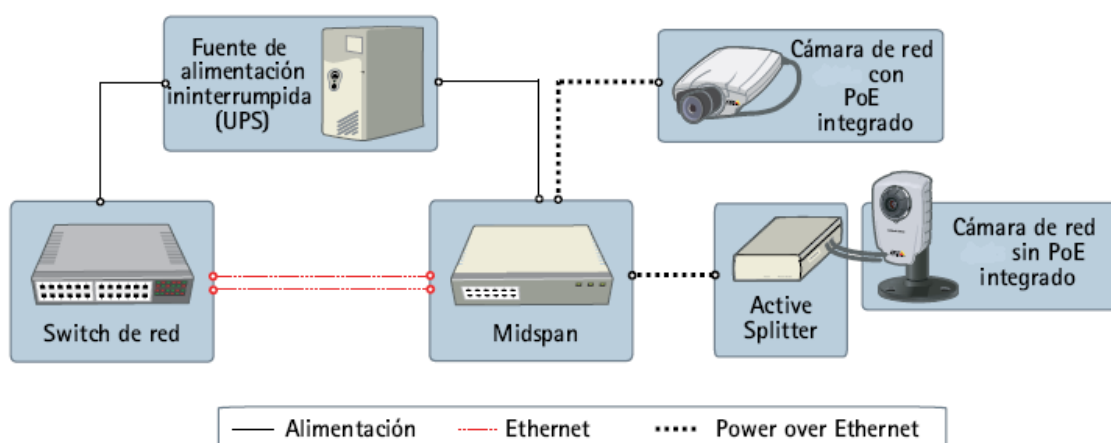 Fuente de
alimentación
ininterrumpida
(UPS)
Cámara de red
con
PoE
integrado
Switch de red
Midspan
Active
Splitter
Cámara de red
sin PoE
integrado
Alimentación
Ethernet
Power over Ethernet